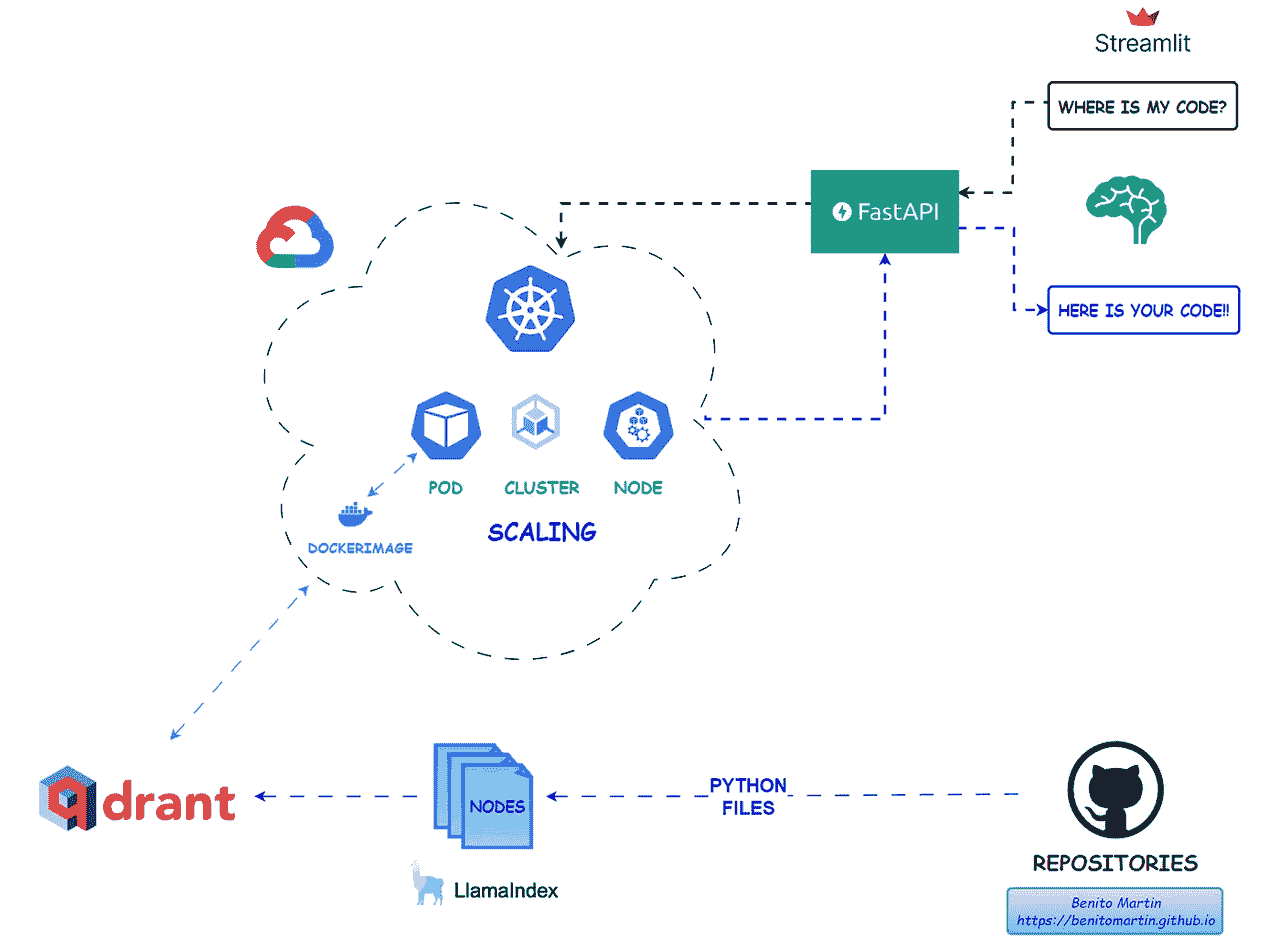 Streamlit
WHERE IS MY CODE?
FastAPI
HERE IS YOUR CODE!!
POD
CLUSTER
NODE
SCALING
DOCKERIMAGE
qdrant
NODES
PYTHON
FILES
LlamaIndex
REPOSITORIES
Benito Martin
https://benitomartin.github.io